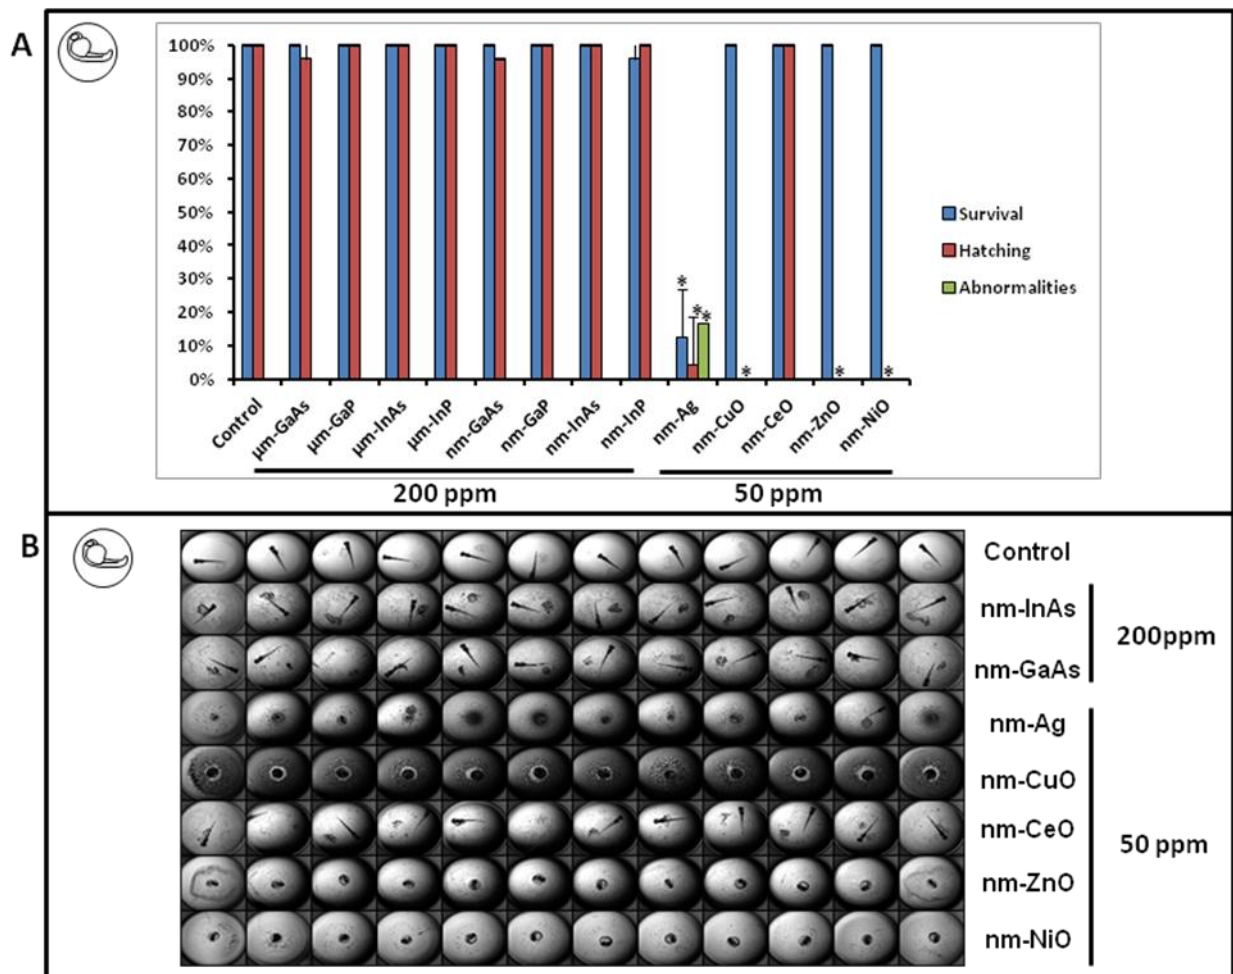 A
100%
90%
80%
70%
60%
50%
40%
30%
20%
10%
0%
* * * * * * *
Survival
Hatching
Abnormalities
Control
µm-GaAs
µm-GaP
µm-InAs
µm-InP
nm-GaAs
nm-GaP
nm-InAs
nm-InP
nm-Ag
nm-CuO
nm-CeO
nm-ZnO
nm-NiO
200 ppm
50 ppm
B
Control
nm-InAs
nm-GaAs
200ppm
nm-Ag
nm-CuO
nm-CeO
nm-ZnO
nm-NiO
50 ppm